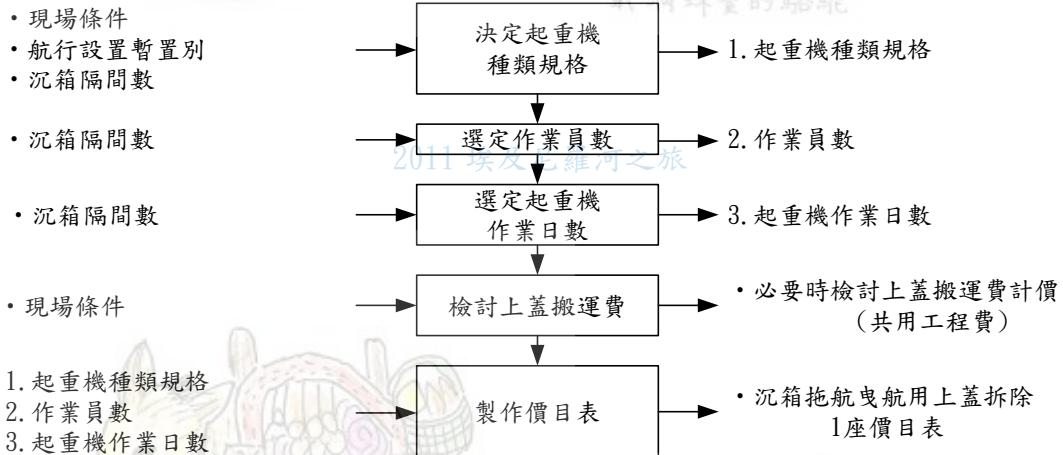 ・現場條件
・航行設置暫置別
・沉箱隔間數
決定起重機
種類規格
1.起重機種類規格
・沉箱隔間數
選定作業員數
2.作業員數
2011 埃及尼羅河之旅
・沉箱隔間數
選定起重機
作業日數
3.起重機作業日數
・現場條件
檢討上蓋搬運費
・必要時檢討上蓋搬運費計價
(共用工程費)
1.起重機種類規格
2.作業員數
3.起重機作業日數
製作價目表
・沉箱拖航曳航用上蓋拆除
1座價目表